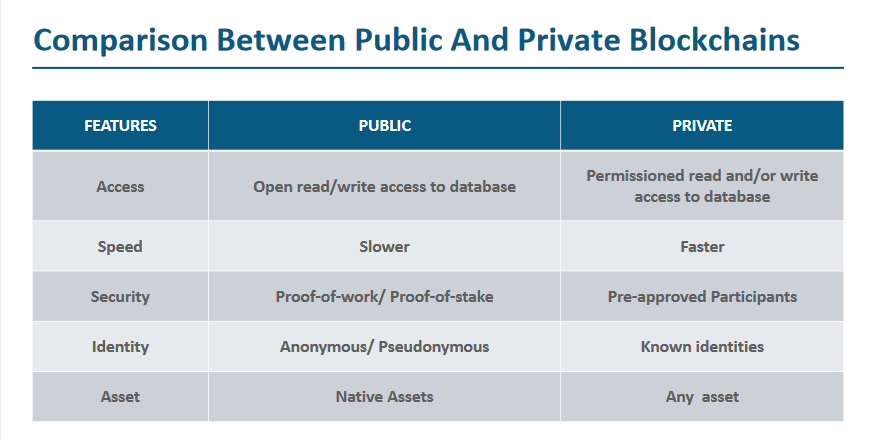 Comparison Between Public And Private Blockchains
FEATURES PUBLIC PRIVATE
Access Open read/write access to database Permissioned read and/or write
access to database
Speed Slower Faster
Security Proof-of-work/ Proof-of-stake Pre-approved Participants
Identity Anonymous/ Pseudonymous Known identities
Asset Native Assets Any asset